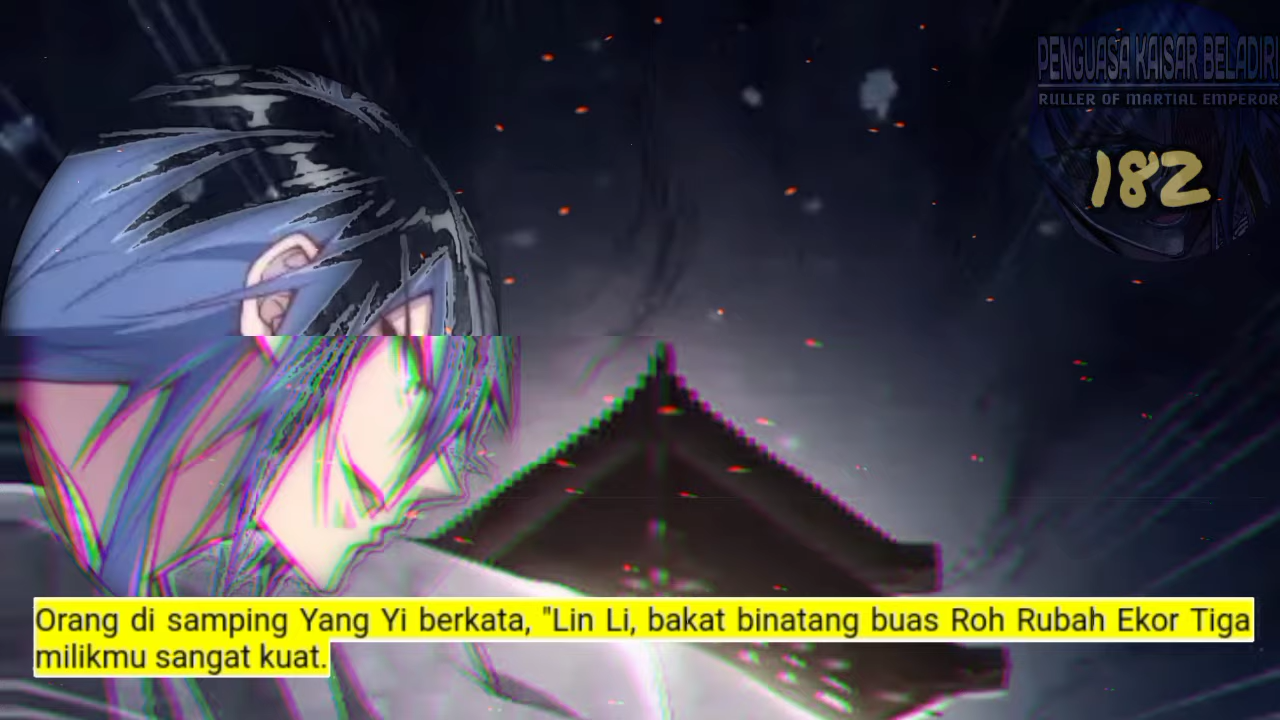 PENGUASA KAISAR BELADIRI
RULLER OF MARTIAL EMPEROR
182
Orang di samping Yang Yi berkata, "Lin Li, bakat binatang buas Roh Rubah Ekor Tiga
milikmu sangat kuat.